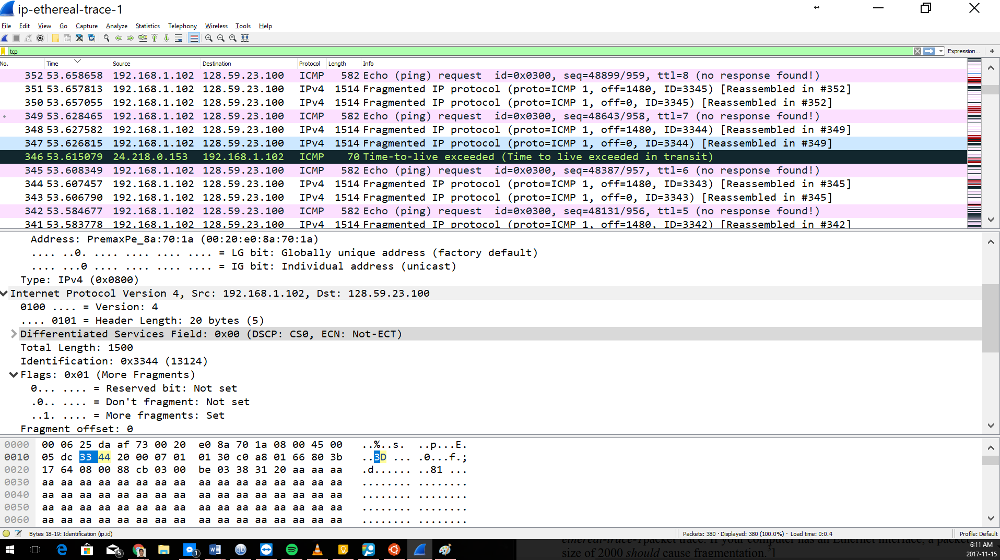 ip-ethereal-trace-1
File Edit View Go Capture Analyze Statistics Telephony Wireless Tools Help
tcp Expression... +
No. Time Source Destination Protocol Length Info
352 53.658658 192.168.1.102 128.59.23.100 ICMP 582 Echo (ping) request id=0x0300, seq=48899/959, ttl=8 (no response found!)
351 53.657813 192.168.1.102 128.59.23.100 IPv4 1514 Fragmented IP protocol (proto=ICMP 1, off=1480, ID=3345) [Reassembled in #352]
350 53.657055 192.168.1.102 128.59.23.100 IPv4 1514 Fragmented IP protocol (proto=ICMP 1, off=0, ID=3345) [Reassembled in #352]
349 53.628465 192.168.1.102 128.59.23.100 ICMP 582 Echo (ping) request id=0x0300, seq=48643/958, ttl=7 (no response found!)
348 53.627582 192.168.1.102 128.59.23.100 IPv4 1514 Fragmented IP protocol (proto=ICMP 1, off=1480, ID=3344) [Reassembled in #349]
347 53.626815 192.168.1.102 128.59.23.100 IPv4 1514 Fragmented IP protocol (proto=ICMP 1, off=0, ID=3344) [Reassembled in #349]
346 53.615079 24.218.0.153 192.168.1.102 ICMP 70 Time-to-live exceeded (Time to live exceeded in transit)
345 53.608349 192.168.1.102 128.59.23.100 ICMP 582 Echo (ping) request id=0x0300, seq=48387/957, ttl=6 (no response found!)
344 53.607457 192.168.1.102 128.59.23.100 IPv4 1514 Fragmented IP protocol (proto=ICMP 1, off=1480, ID=3343) [Reassembled in #345]
343 53.606790 192.168.1.102 128.59.23.100 IPv4 1514 Fragmented IP protocol (proto=ICMP 1, off=0, ID=3343) [Reassembled in #345]
342 53.584677 192.168.1.102 128.59.23.100 ICMP 582 Echo (ping) request id=0x0300, seq=48131/956, ttl=5 (no response found!)
341 53.583778 192.168.1.102 128.59.23.100 IPv4 1514 Fragmented IP protocol (proto=ICMP 1, off=1480, ID=3342) [Reassembled in #342]
Address: PremaxPe_8a:70:1a (00:20:e0:8a:70:1a)
.... ..0. .... .... .... .... = LG bit: Globally unique address (factory default)
.... ...0 .... .... .... .... = IG bit: Individual address (unicast)
Type: IPv4 (0x0800)
Internet Protocol Version 4, Src: 192.168.1.102, Dst: 128.59.23.100
0100 .... = Version: 4
.... 0101 = Header Length: 20 bytes (5)
Differentiated Services Field: 0x00 (DSCP: CS0, ECN: Not-ECT)
Total Length: 1500
Identification: 0x3344 (13124)
Flags: 0x01 (More Fragments)
0... .... = Reserved bit: Not set
.0.. .... = Don't fragment: Not set
..1. .... = More fragments: Set
Fragment offset: 0
0000 00 06 25 da af 73 00 20 e0 8a 70 1a 08 00 45 00 ..%..s. ..p...E.
0010 05 dc 33 44 20 00 07 01 01 30 c0 a8 01 66 80 3b ..3D ... .0...f.;
0020 17 64 08 00 88 cb 03 00 be 03 38 31 20 aa aa aa .d...... ..81 ...
0030 aa aa aa aa aa aa aa aa aa aa aa aa aa aa aa aa ........ ........
0040 aa aa aa aa aa aa aa aa aa aa aa aa aa aa aa aa ........ ........
0050 aa aa aa aa aa aa aa aa aa aa aa aa aa aa aa aa ........ ........
0060 aa aa aa aa aa aa aa aa aa aa aa aa aa aa aa aa ........ ........
Bytes 18-19: Identification (ip.id) Packets: 380 · Displayed: 380 (100.0%) · Load time: 0:0.4 Profile: Default
ethereal-trace-1 packet trace. If your computer has an Ethernet interface, a packet
size of 2000 should cause fragmentation.3]
5
1
6:11 AM
2017-11-15